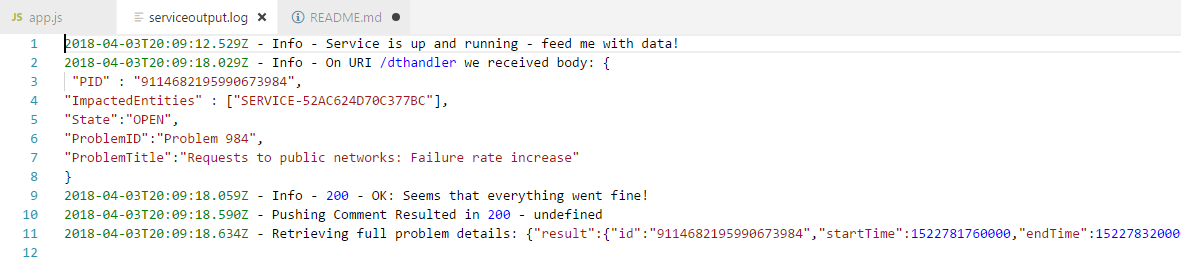 JS app.js serviceoutput.log × README.md ●
1 2018-04-03T20:09:12.529Z - Info - Service is up and running - feed me with data!
2 2018-04-03T20:09:18.029Z - Info - On URI /dthandler we received body: {
3 "PID" : "9114682195990673984",
4 "ImpactedEntities" : ["SERVICE-52AC624D70C377BC"],
5 "State":"OPEN",
6 "ProblemID":"Problem 984",
7 "ProblemTitle":"Requests to public networks: Failure rate increase"
8 }
9 2018-04-03T20:09:18.059Z - Info - 200 - OK: Seems that everything went fine!
10 2018-04-03T20:09:18.590Z - Pushing Comment Resulted in 200 - undefined
11 2018-04-03T20:09:18.634Z - Retrieving full problem details: {"result":{"id":"9114682195990673984","startTime":1522781760000,"endTime":152278320000
12